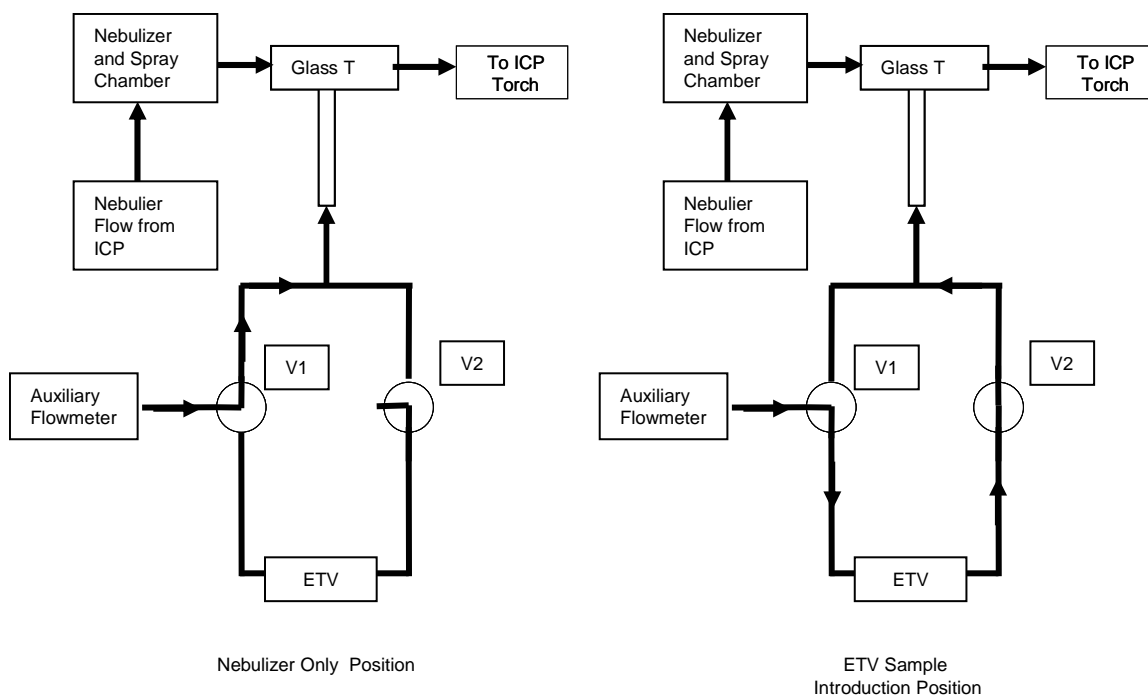 Nebulizer
and Spray
Chamber
Glass T
To ICP
Torch
Nebulier
Flow from
ICP
V1
V2
Auxiliary
Flowmeter
ETV
Nebulizer Only Position
Nebulizer
and Spray
Chamber
Glass T
To ICP
Torch
Nebulier
Flow from
ICP
V1
V2
Auxiliary
Flowmeter
ETV
ETV Sample
Introduction Position